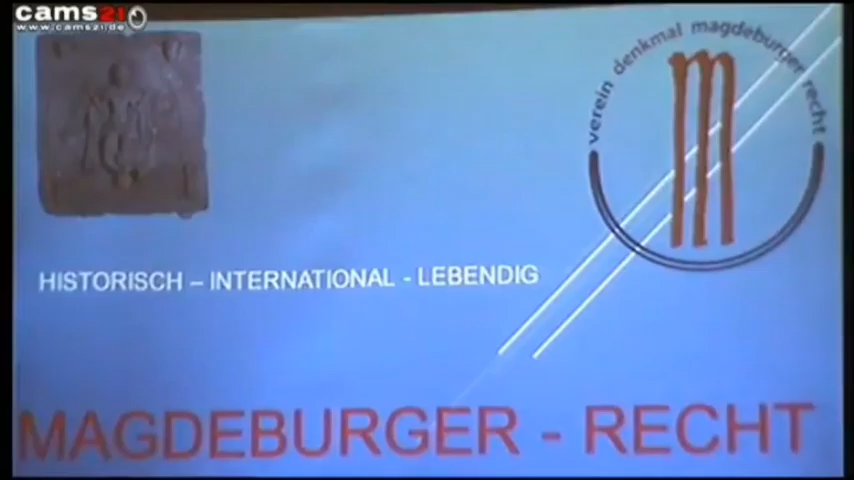 cams21
www.cams21.de
verein denkmal magdeburger recht
m
HISTORISCH – INTERNATIONAL - LEBENDIG
MAGDEBURGER - RECHT